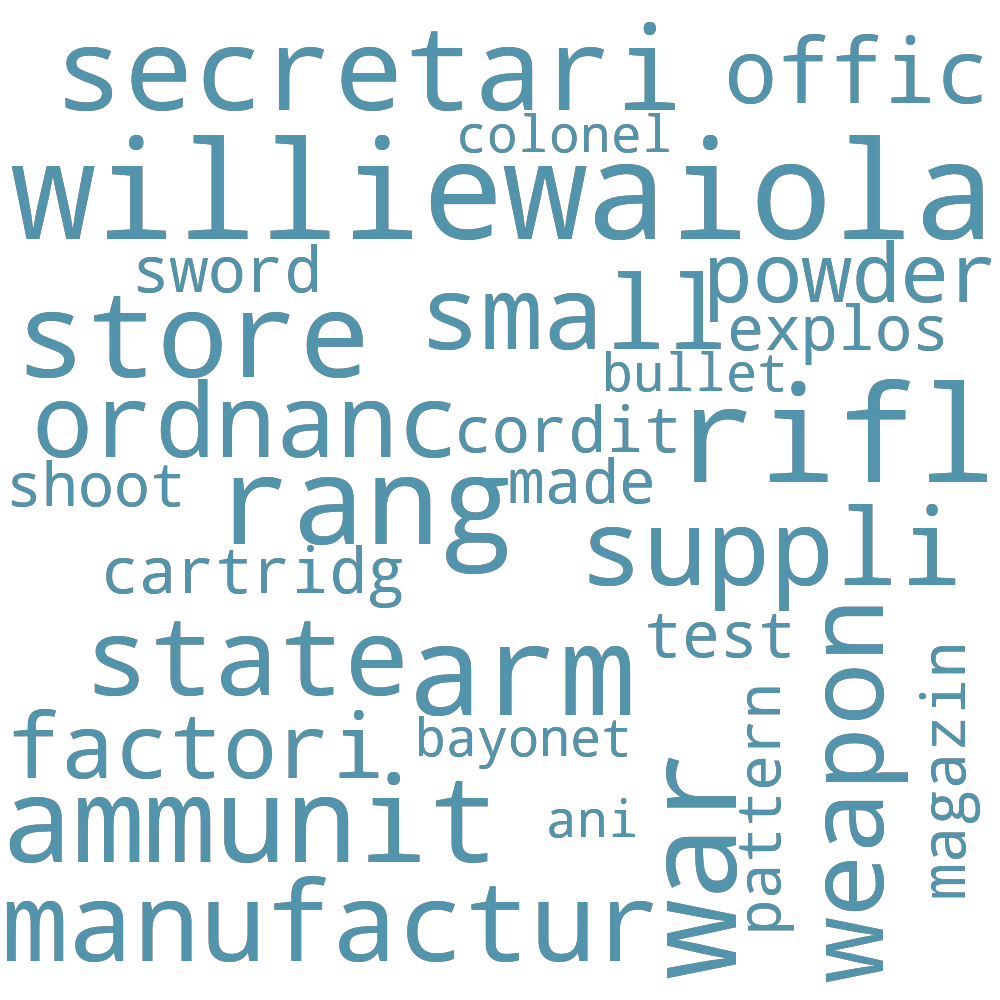 secretari
offic
colonel
williewaiola
sword
powder
small
store
explos
bullet
ordnanc
cordit
rifl
shoot
rang
made
suppli
cartridg
test
state
arm
weapon
magazin
pattern
factori
bayonet
war
ammunit
ani
manufactur